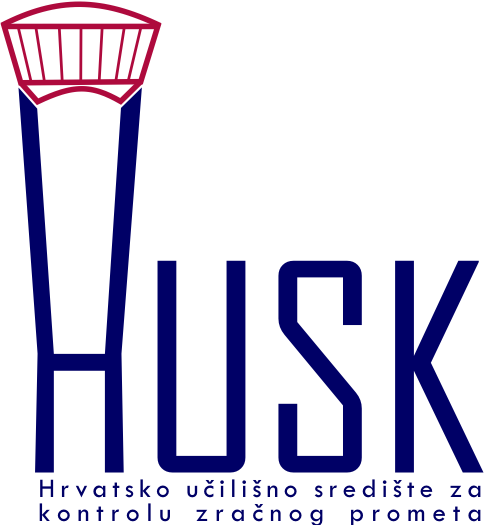 HUSK
Hrvatsko učilišno središte za
kontrolu zračnog prometa